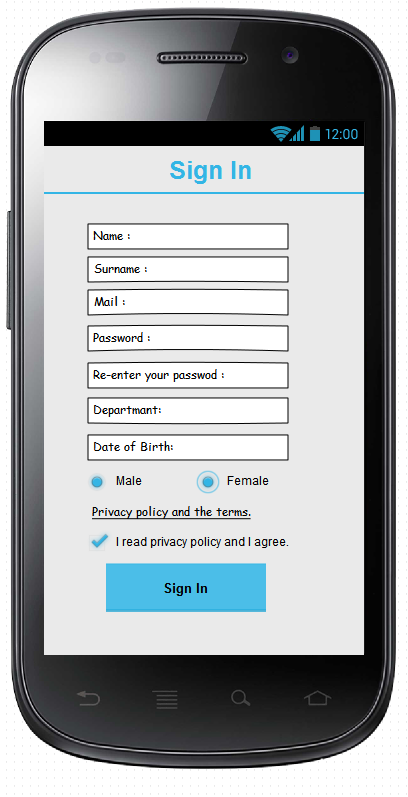 12:00
Sign In
Name :
Surname :
Mail :
Password :
Re-enter your passwod :
Departmant:
Date of Birth:
Male Female
Privacy policy and the terms.
I read privacy policy and I agree.
Sign In